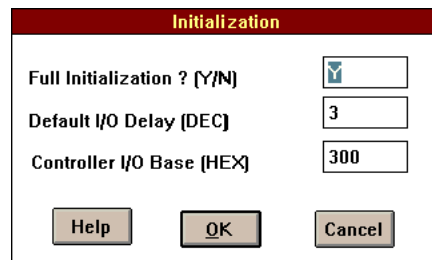 Initialization
Full Initialization ? (Y/N) Y
Default I/O Delay (DEC) 3
Controller I/O Base (HEX) 300
Help OK Cancel